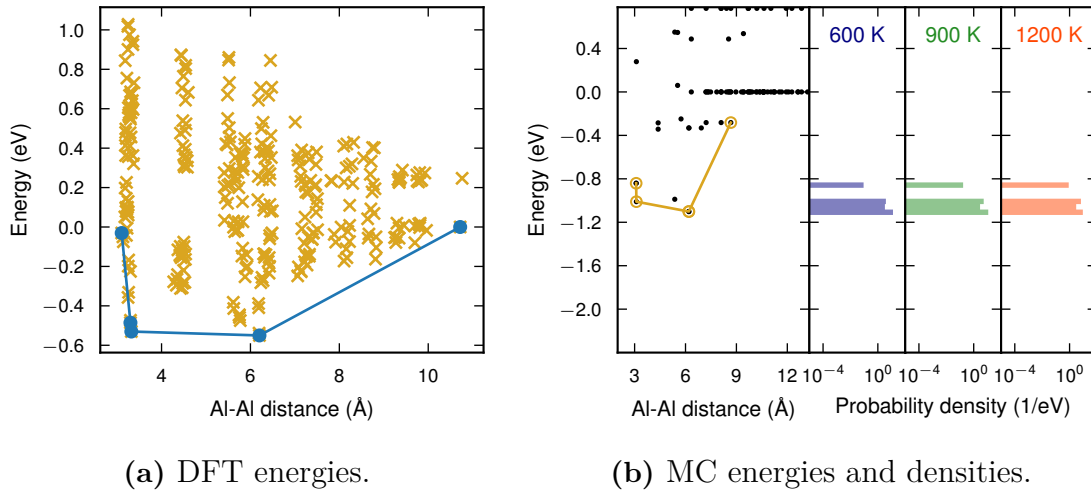 1.0
0.8
0.6
0.4
0.2
0.0
−0.2
−0.4
−0.6
Energy (eV)
4 6 8 10
Al-Al distance (Å)
0.4
0.0
−0.4
−0.8
−1.2
−1.6
−2.0
Energy (eV)
600 K 900 K 1200 K
3 6 9 12 10⁻⁴ 10⁰ 10⁻⁴ 10⁰ 10⁻⁴ 10⁰
Al-Al distance (Å) Probability density (1/eV)
(a) DFT energies. (b) MC energies and densities.